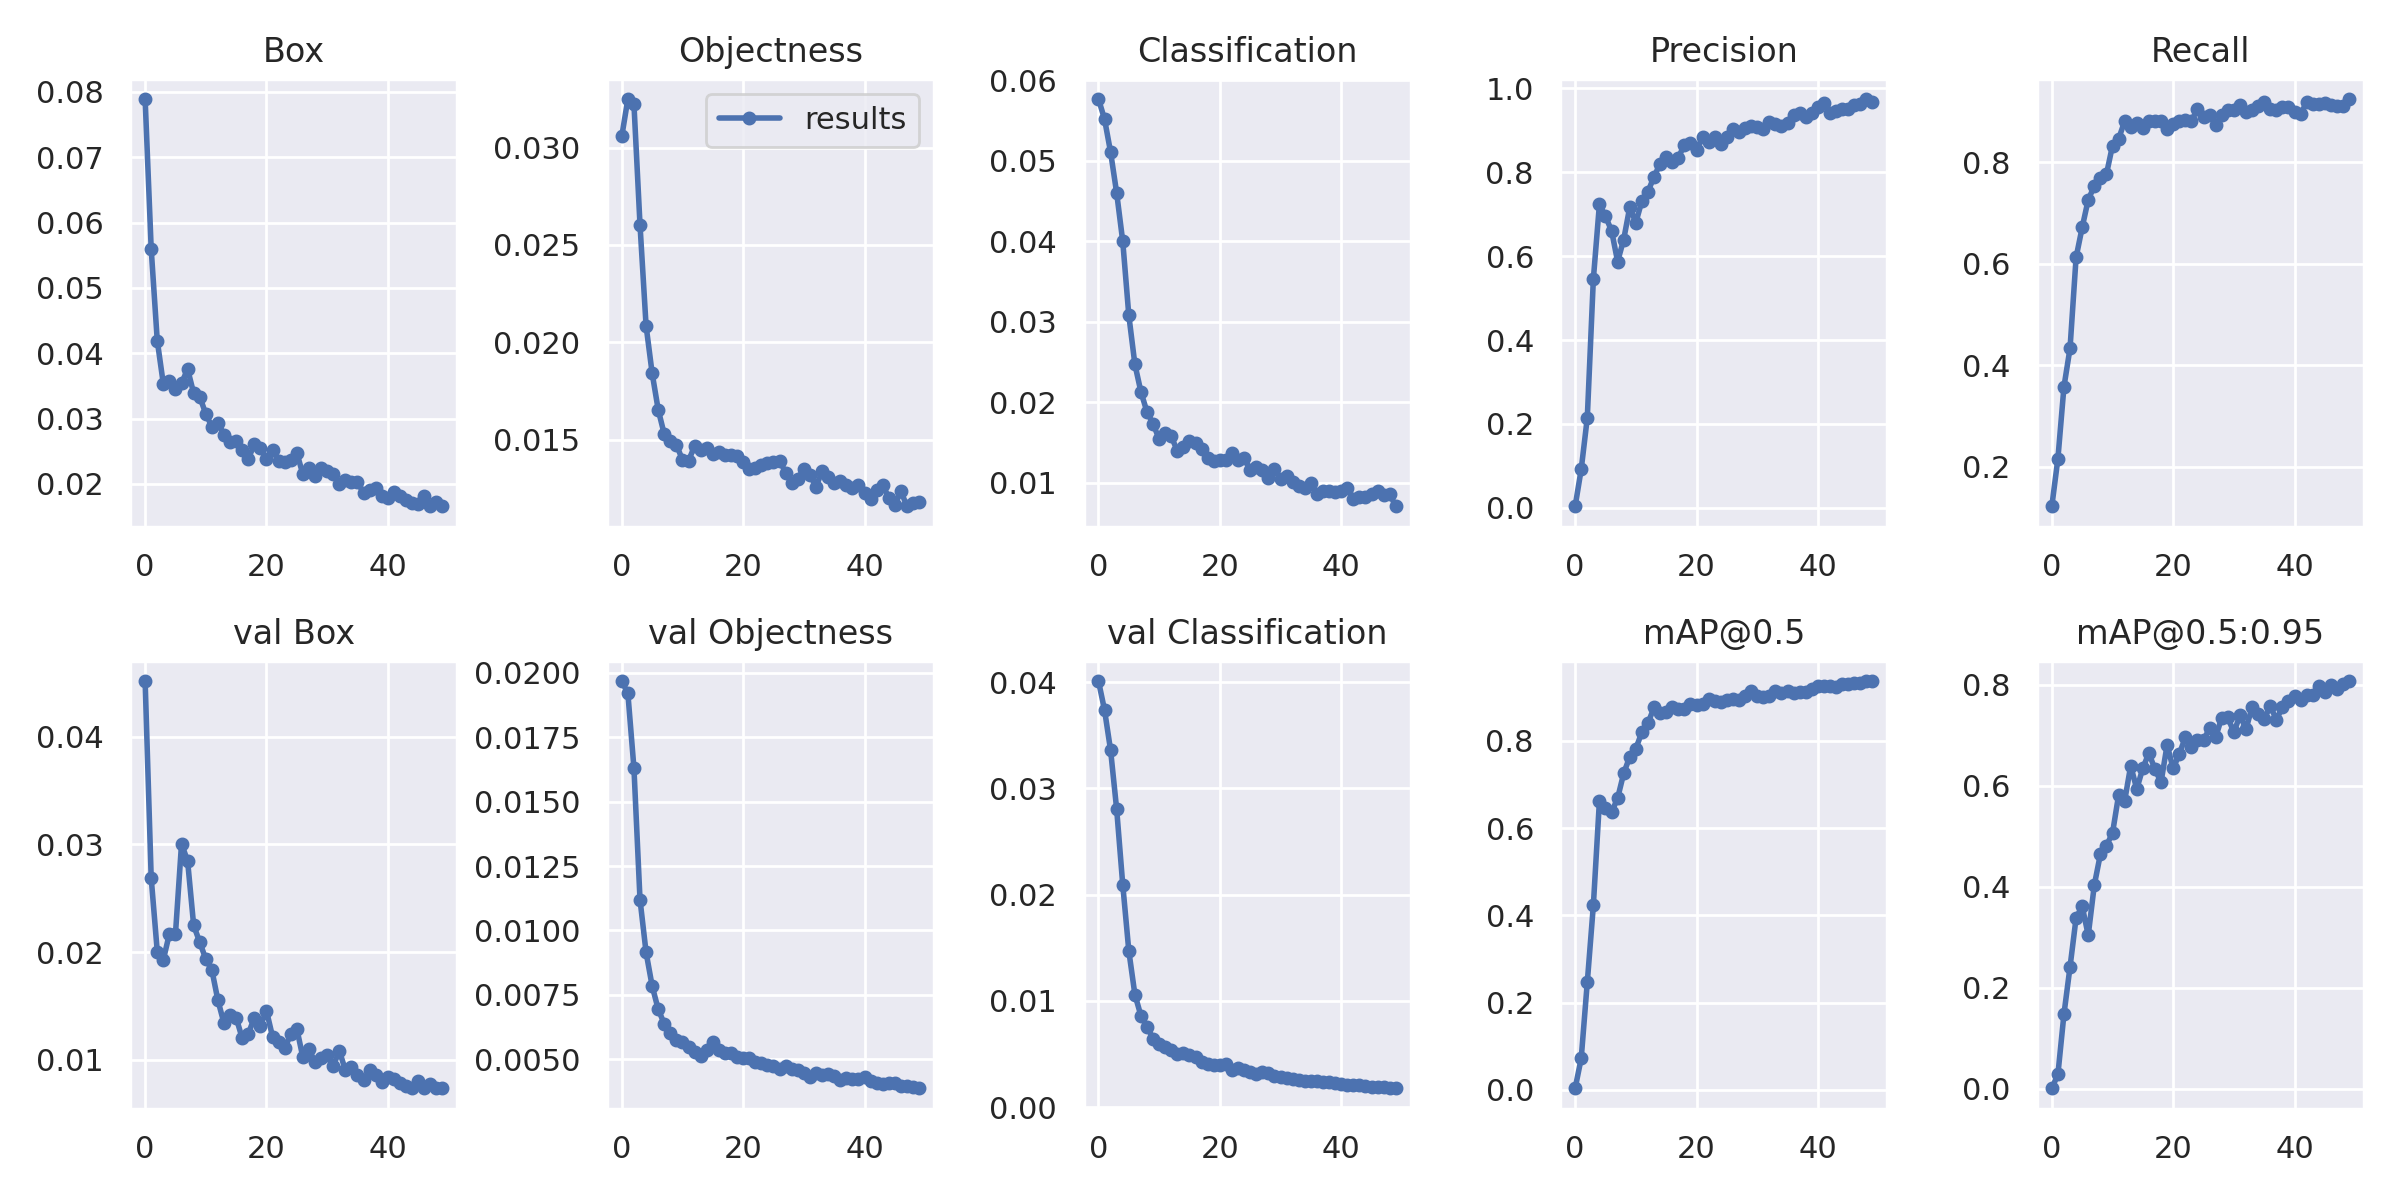 Box
0.08
0.07
0.06
0.05
0.04
0.03
0.02
0 20 40
Objectness
results
0.030
0.025
0.020
0.015
0 20 40
Classification
0.06
0.05
0.04
0.03
0.02
0.01
0 20 40
Precision
1.0
0.8
0.6
0.4
0.2
0.0
0 20 40
Recall
0.8
0.6
0.4
0.2
0 20 40
val Box
0.04
0.03
0.02
0.01
0 20 40
val Objectness
0.0200
0.0175
0.0150
0.0125
0.0100
0.0075
0.0050
0 20 40
val Classification
0.04
0.03
0.02
0.01
0.00
0 20 40
mAP@0.5
0.8
0.6
0.4
0.2
0.0
0 20 40
mAP@0.5:0.95
0.8
0.6
0.4
0.2
0.0
0 20 40